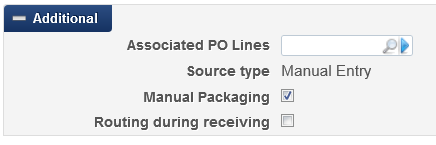 Additional
Associated PO Lines
Source type Manual Entry
Manual Packaging
Routing during receiving